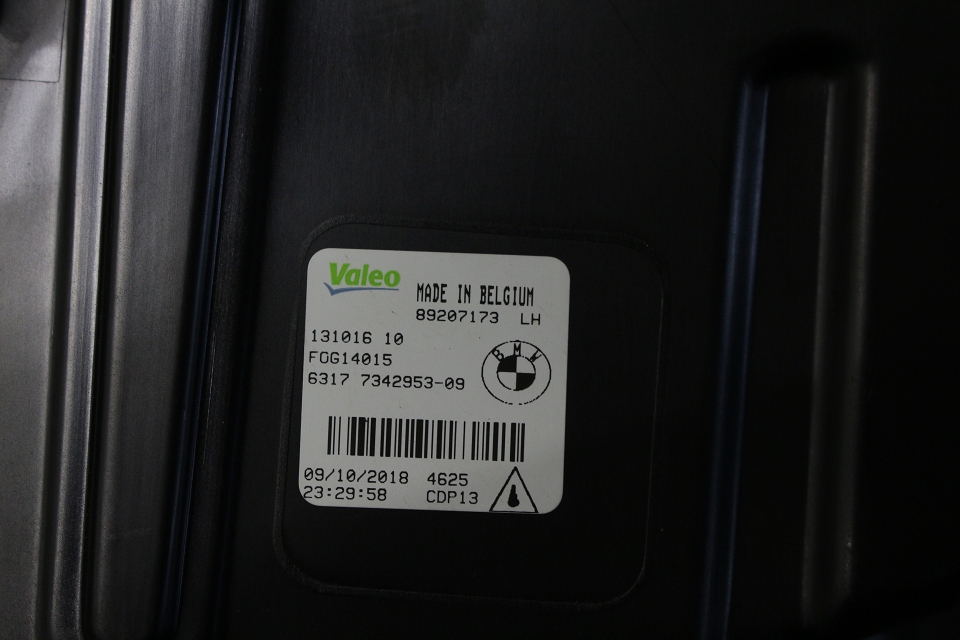 Valeo
MADE IN BELGIUM
89207173 LH
131016 10
FOG14015
6317 7342953-09
BMW
09/10/2018 4625
23:29:58 CDP13